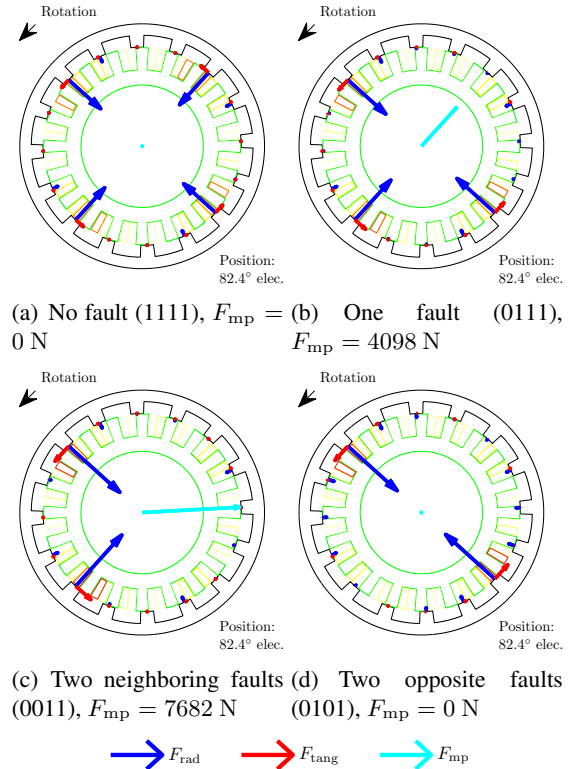 Rotation
Rotation
Position:
82.4° elec.
Position:
82.4° elec.
(a) No fault (1111), F_mp = 0 N
(b) One fault (0111), F_mp = 4098 N
Rotation
Rotation
Position:
82.4° elec.
Position:
82.4° elec.
(c) Two neighboring faults (0011), F_mp = 7682 N
(d) Two opposite faults (0101), F_mp = 0 N
F_rad F_tang F_mp